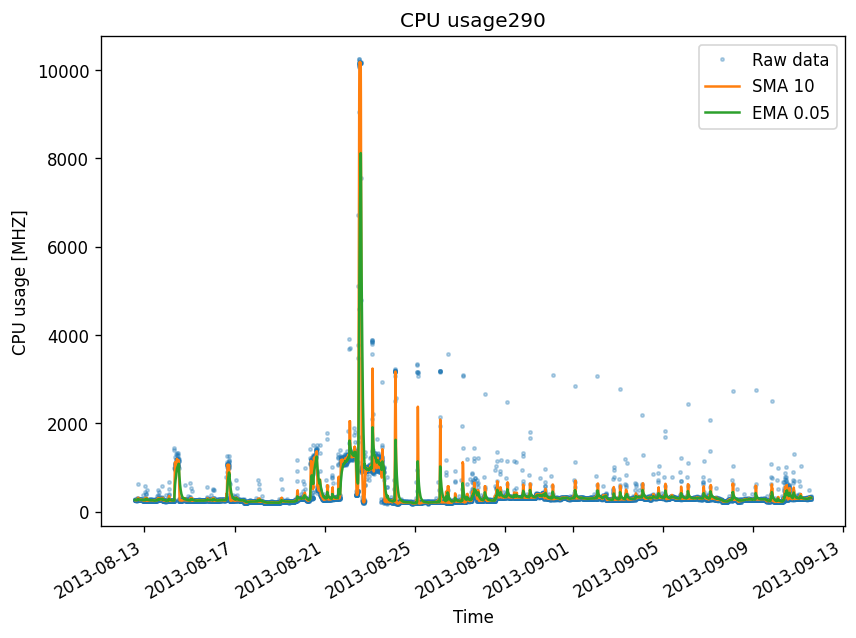 CPU usage290
Raw data
SMA 10
EMA 0.05
CPU usage [MHZ]
10000
8000
6000
4000
2000
0
2013-08-13
2013-08-17
2013-08-21
2013-08-25
2013-08-29
2013-09-01
2013-09-05
2013-09-09
2013-09-13
Time